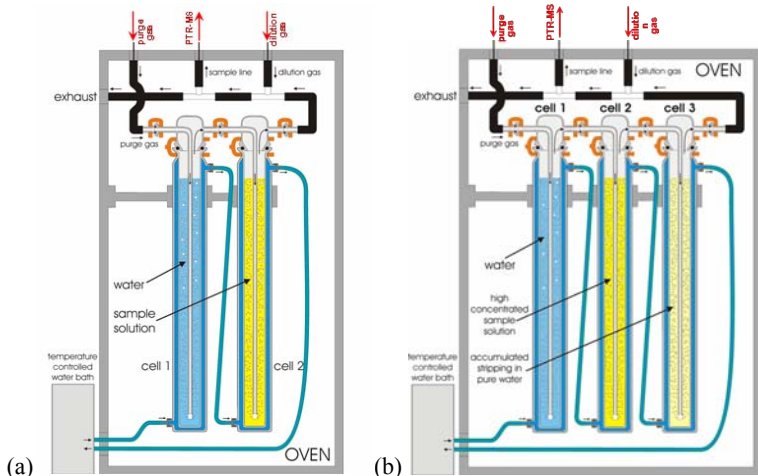 purge
gas
PTR-MS
dilution
gas
sample line
dilution gas
exhaust
purge gas
water
sample
solution
cell 1
cell 2
temperature
controlled
water bath
OVEN
(a)
purge
gas
PTR-MS
dilutio
n
gas
OVEN
sample line
dilution gas
exhaust
cell 1
cell 2
cell 3
purge gas
water
high
concentrated
sample
solution
accumulated
stripping in
pure water
temperature
controlled
water bath
(b)